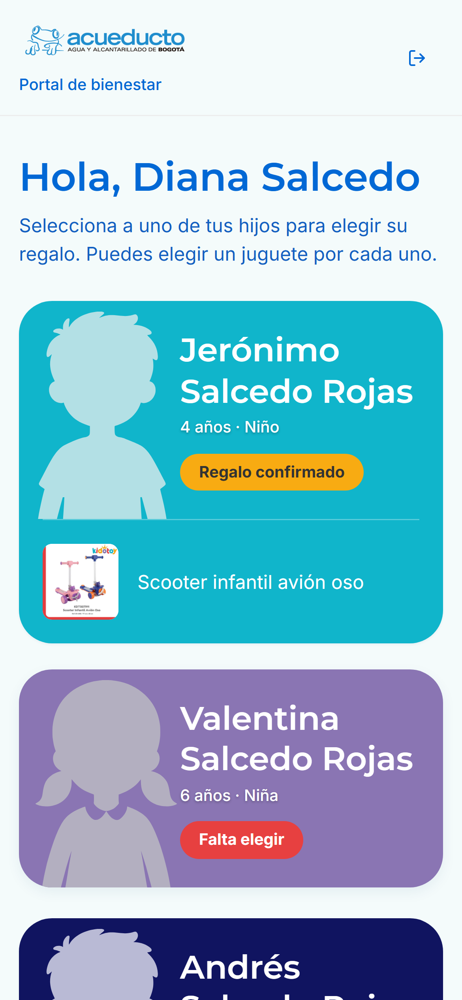 acueducto
AGUA Y ALCANTARILLADO DE BOGOTÁ
Portal de bienestar
Hola, Diana Salcedo
Selecciona a uno de tus hijos para elegir su
regalo. Puedes elegir un juguete por cada uno.
Jerónimo
Salcedo Rojas
4 años · Niño
Regalo confirmado
kidotoy
KDT007911
Scooter Infantil Avión Oso
Scooter infantil avión oso
Valentina
Salcedo Rojas
6 años · Niña
Falta elegir
Andrés